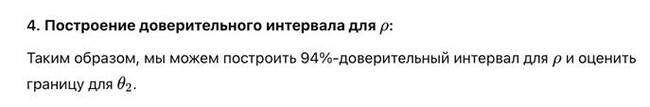 4. Построение доверительного интервала для ρ:
Таким образом, мы можем построить 94%-доверительный интервал для ρ и оценить
границу для θ₂.